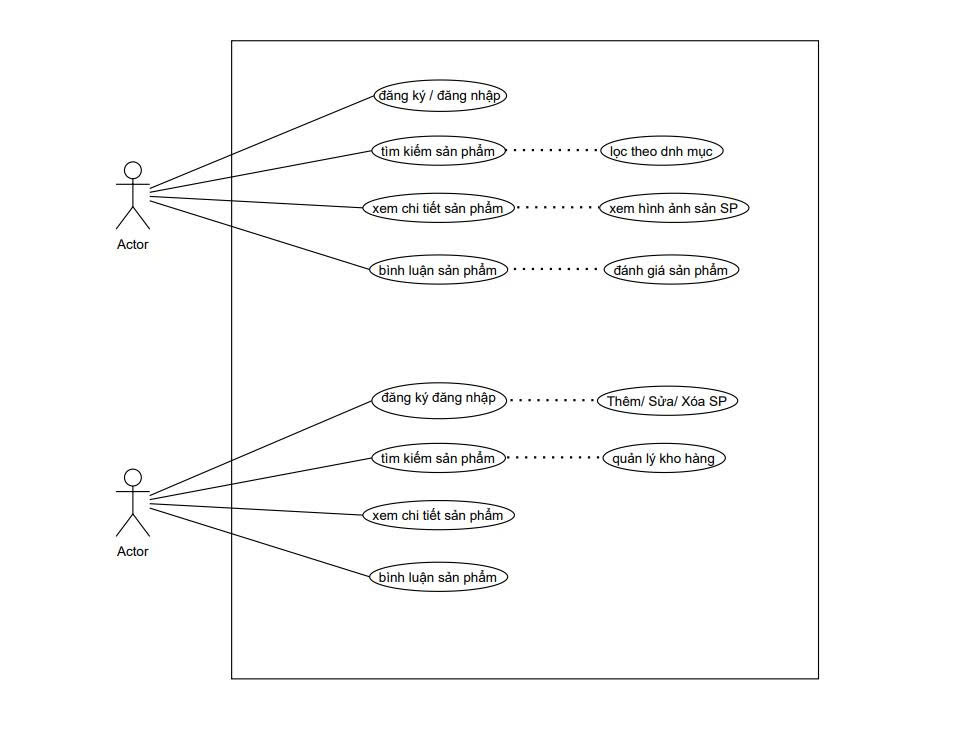 đăng ký / đăng nhập
tìm kiếm sản phẩm
lọc theo dnh mục
xem chi tiết sản phẩm
xem hình ảnh sản SP
Actor
bình luận sản phẩm
đánh giá sản phẩm
đăng ký đăng nhập
Thêm/ Sửa/ Xóa SP
tìm kiếm sản phẩm
quản lý kho hàng
xem chi tiết sản phẩm
Actor
bình luận sản phẩm